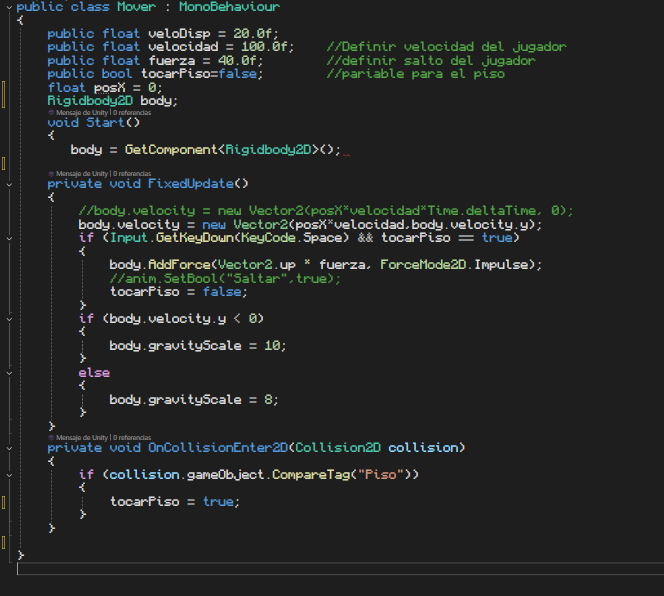 public class Mover : MonoBehaviour
{
public float veloDisp = 20.0f;
public float velocidad = 100.0f;    //Definir velocidad del jugador
public float fuerza = 40.0f;        //definir salto del jugador
public bool tocarPiso=false;        //pariable para el piso
float posX = 0;
Rigidbody2D body;
Mensaje de Unity | 0 referencias
void Start()
{
body = GetComponent<Rigidbody2D>();
Mensaje de Unity | 0 referencias
private void FixedUpdate()
{
//body.velocity = new Vector2(posX*velocidad*Time.deltaTime, 0);
body.velocity = new Vector2(posX*velocidad,body.velocity.y);
if (Input.GetKeyDown(KeyCode.Space) && tocarPiso == true)
{
body.AddForce(Vector2.up * fuerza, ForceMode2D.Impulse);
//anim.SetBool("Saltar",true);
tocarPiso = false;
}
if (body.velocity.y < 0)
{
body.gravityScale = 10;
}
else
{
body.gravityScale = 8;
}
}
Mensaje de Unity | 0 referencias
private void OnCollisionEnter2D(Collision2D collision)
{
if (collision.gameObject.CompareTag("Piso"))
{
tocarPiso = true;
}
}
}